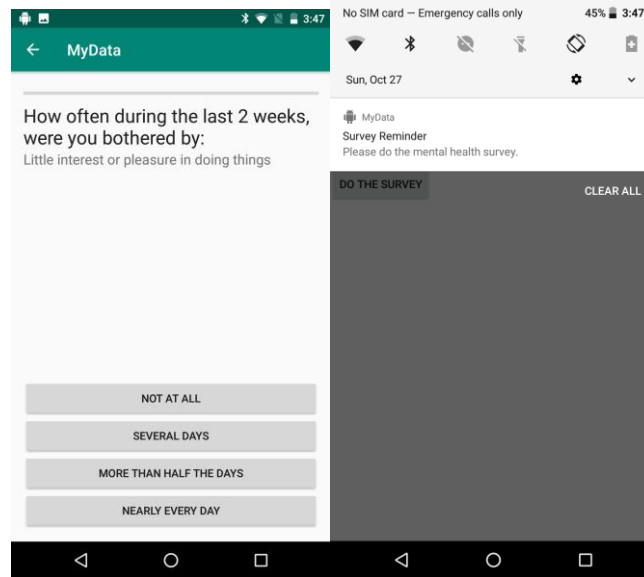 3:47
MyData
How often during the last 2 weeks,
were you bothered by:
Little interest or pleasure in doing things
NOT AT ALL
SEVERAL DAYS
MORE THAN HALF THE DAYS
NEARLY EVERY DAY
No SIM card — Emergency calls only 45% 3:47
Sun, Oct 27
MyData
Survey Reminder
Please do the mental health survey.
DO THE SURVEY
CLEAR ALL